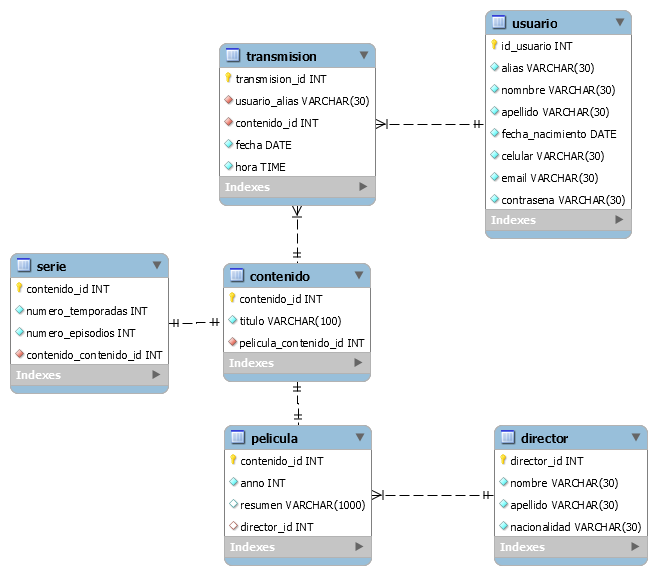 usuario
id_usuario INT
alias VARCHAR(30)
nomnbre VARCHAR(30)
apellido VARCHAR(30)
fecha_nacimiento DATE
celular VARCHAR(30)
email VARCHAR(30)
contrasena VARCHAR(30)
Indexes
transmision
transmision_id INT
usuario_alias VARCHAR(30)
contenido_id INT
fecha DATE
hora TIME
Indexes
serie
contenido_id INT
numero_temporadas INT
numero_episodios INT
contenido_contenido_id INT
Indexes
contenido
contenido_id INT
titulo VARCHAR(100)
pelicula_contenido_id INT
Indexes
pelicula
contenido_id INT
anno INT
resumen VARCHAR(1000)
director_id INT
Indexes
director
director_id INT
nombre VARCHAR(30)
apellido VARCHAR(30)
nacionalidad VARCHAR(30)
Indexes